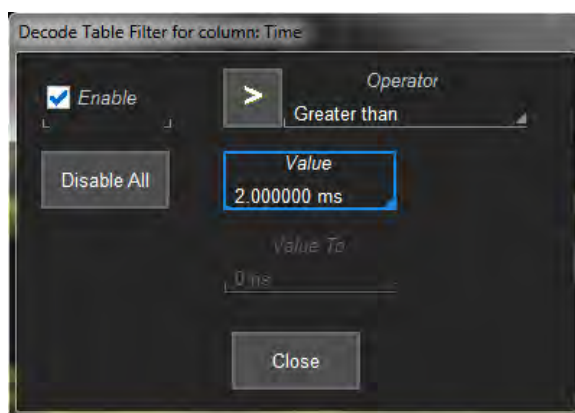 Decode Table Filter for column: Time
Enable
>
Operator
Greater than
Disable All
Value
2.000000 ms
Value To
0 ns
Close